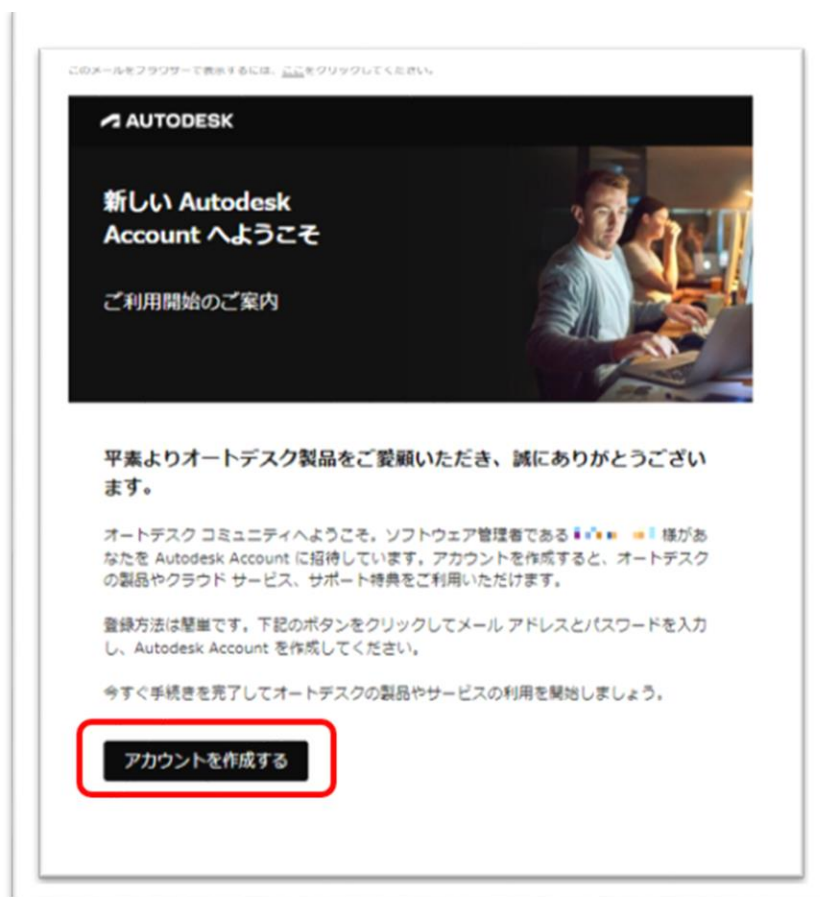 このメールをブラウザーで表示するには、ここをクリックしてください。
AUTODESK
新しい Autodesk
Account へようこそ
ご利用開始のご案内
平素よりオートデスク製品をご愛顧いただき、誠にありがとうござい
ます。
オートデスク コミュニティへようこそ。ソフトウェア管理者である 様があ
なたを Autodesk Account に招待しています。アカウントを作成すると、オートデスク
の製品やクラウド サービス、サポート特典をご利用いただけます。
登録方法は簡単です。下記のボタンをクリックしてメール アドレスとパスワードを入力
し、Autodesk Account を作成してください。
今すぐ手続きを完了してオートデスクの製品やサービスの利用を開始しましょう。
アカウントを作成する